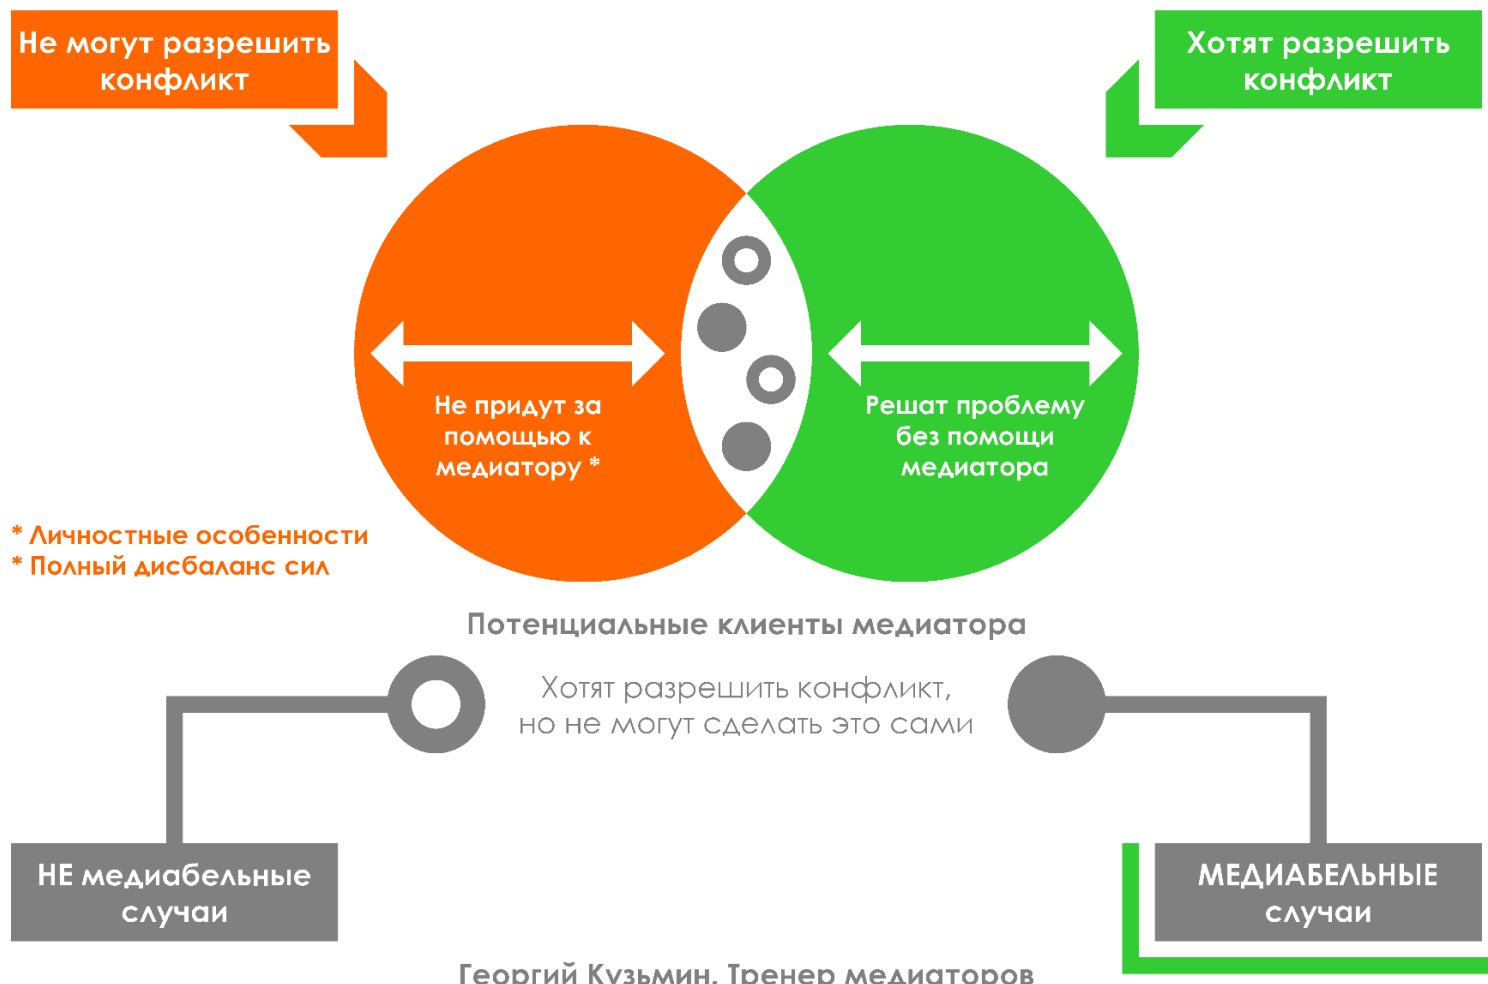 Не могут разрешить
конфликт
Хотят разрешить
конфликт
Не придут за
помощью к
медиатору *
Решат проблему
без помощи
медиатора
* Личностные особенности
* Полный дисбаланс сил
Потенциальные клиенты медиатора
Хотят разрешить конфликт,
но не могут сделать это сами
НЕ медиабельные
случаи
МЕДИАБЕЛЬНЫЕ
случаи
Георгий Кузьмин. Тренер медиаторов